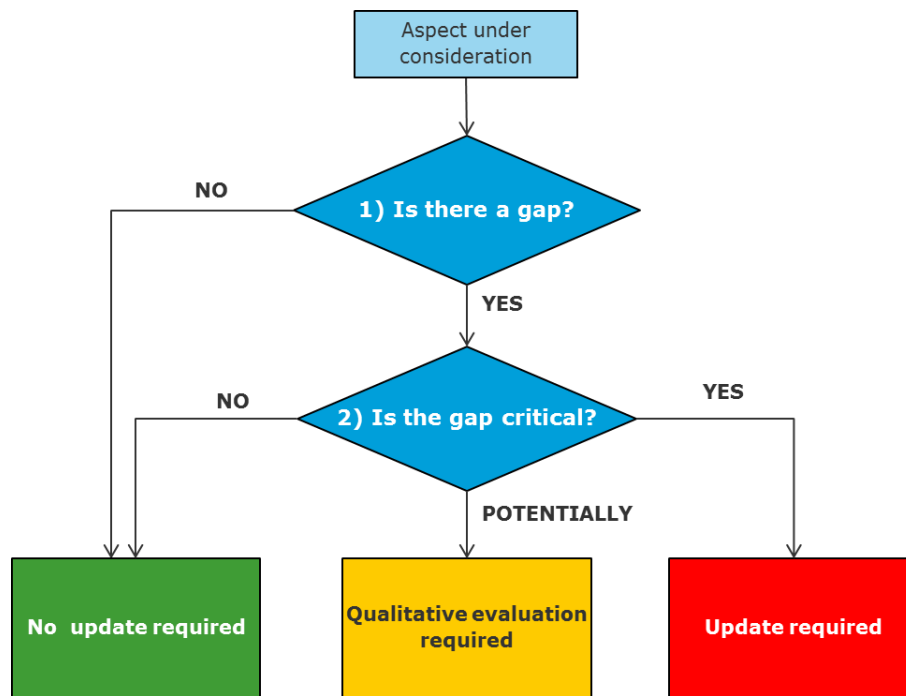 Aspect under
consideration
NO
1) Is there a gap?
YES
NO
2) Is the gap critical?
YES
POTENTIALLY
No update required
Qualitative evaluation
required
Update required